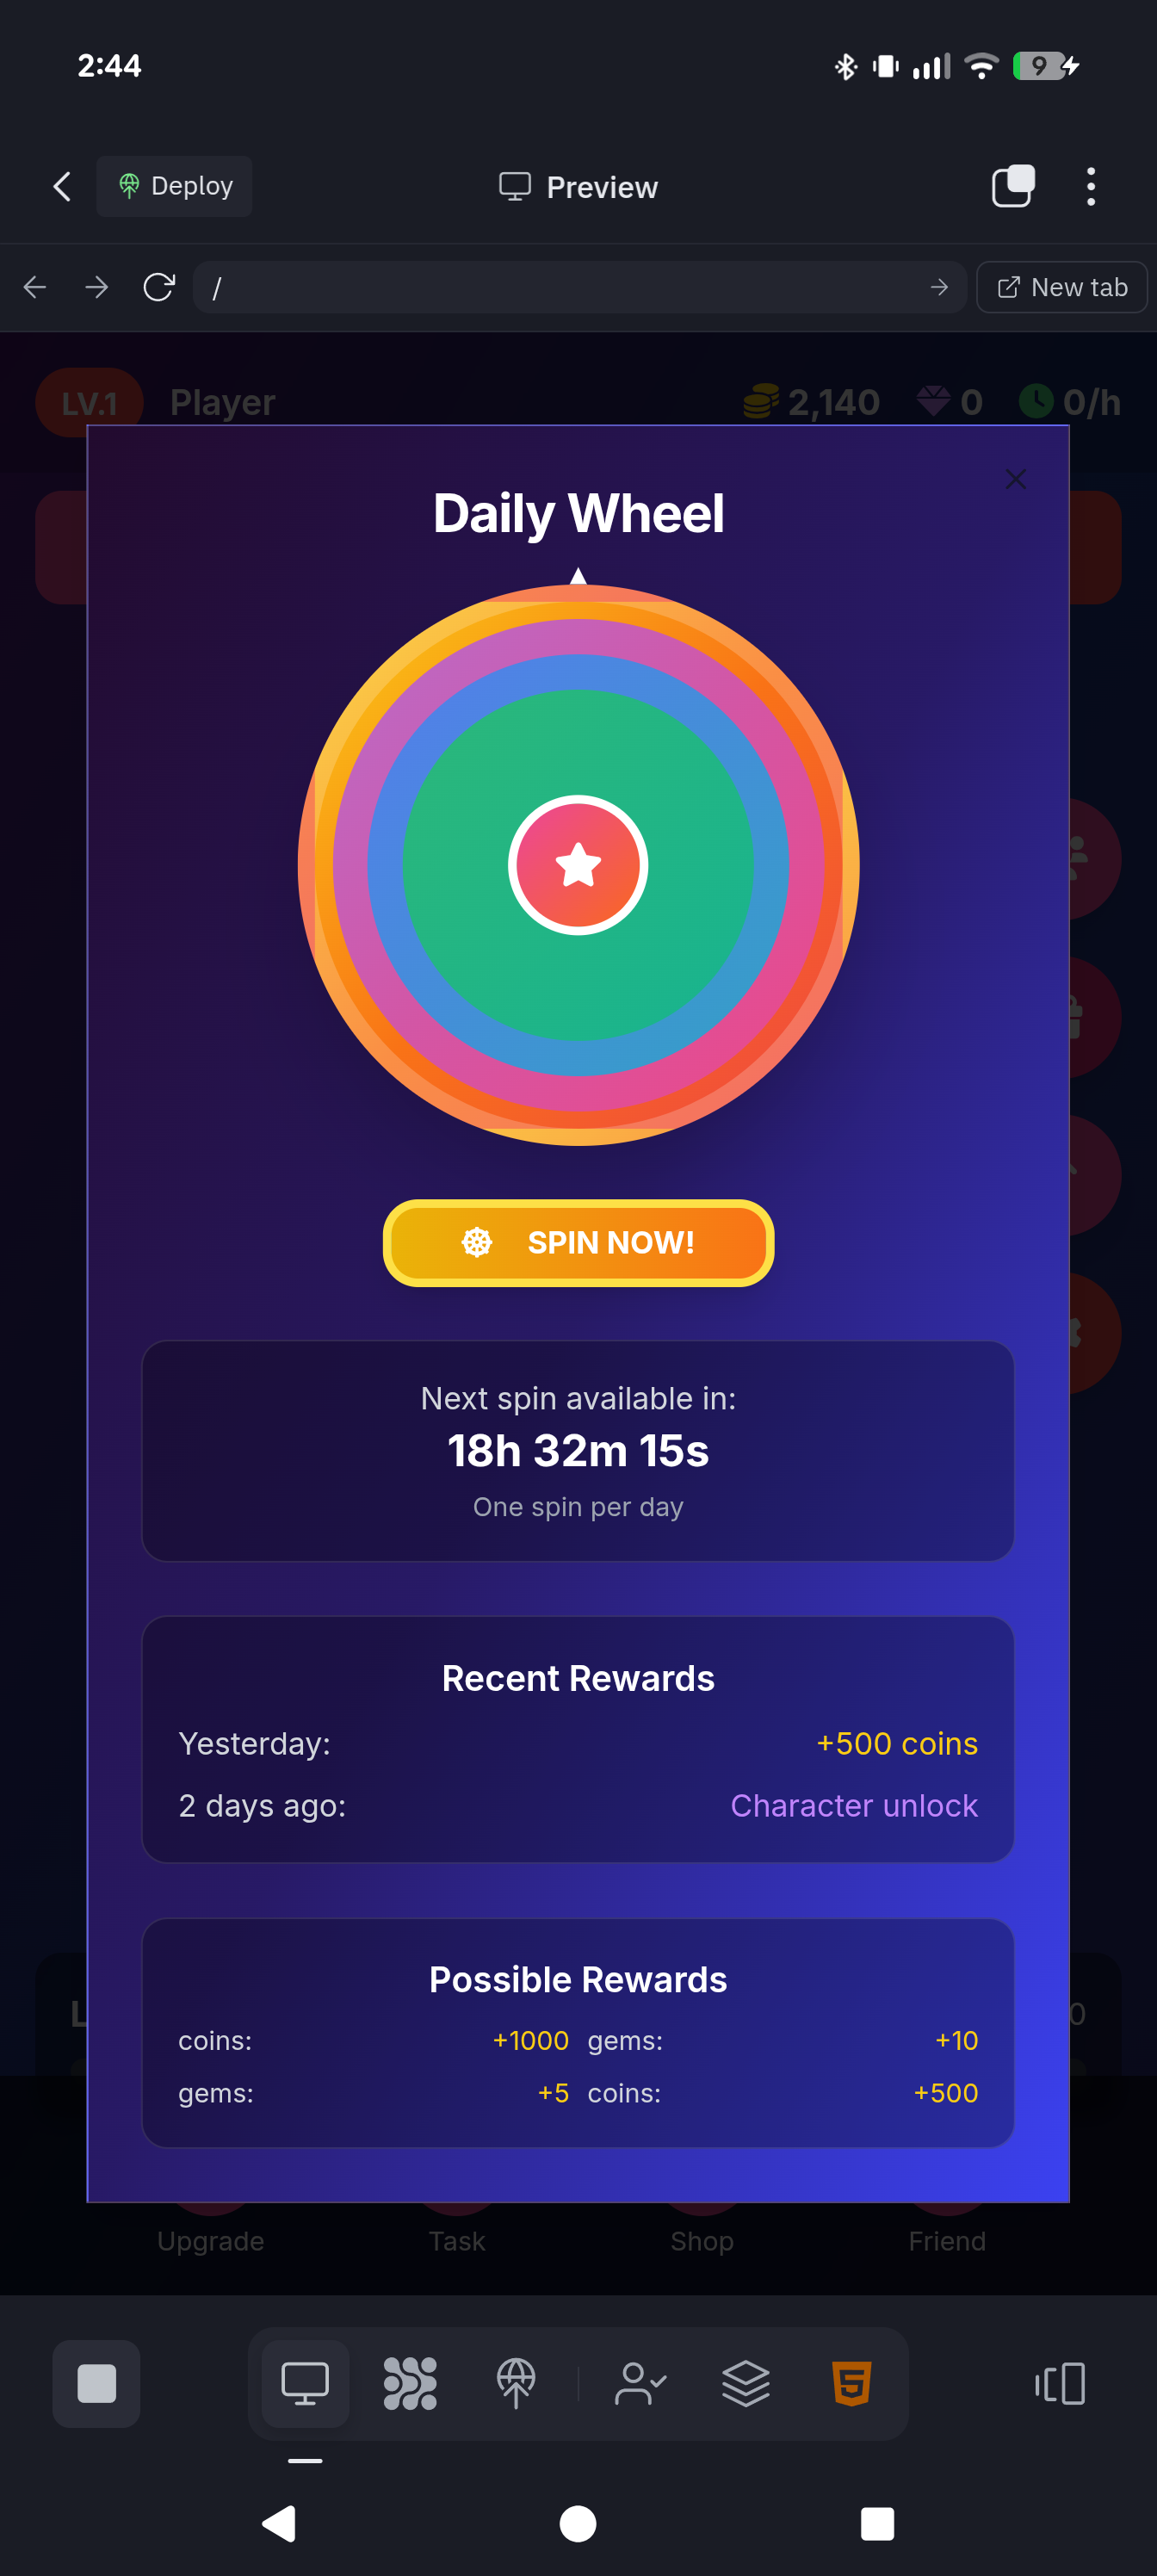 2:44
9
Deploy
Preview
/
New tab
LV.1 Player 2,140 0 0/h
Daily Wheel
SPIN NOW!
Next spin available in:
18h 32m 15s
One spin per day
Recent Rewards
Yesterday: +500 coins
2 days ago: Character unlock
Possible Rewards
coins: +1000 gems: +10
gems: +5 coins: +500
Upgrade Task Shop Friend